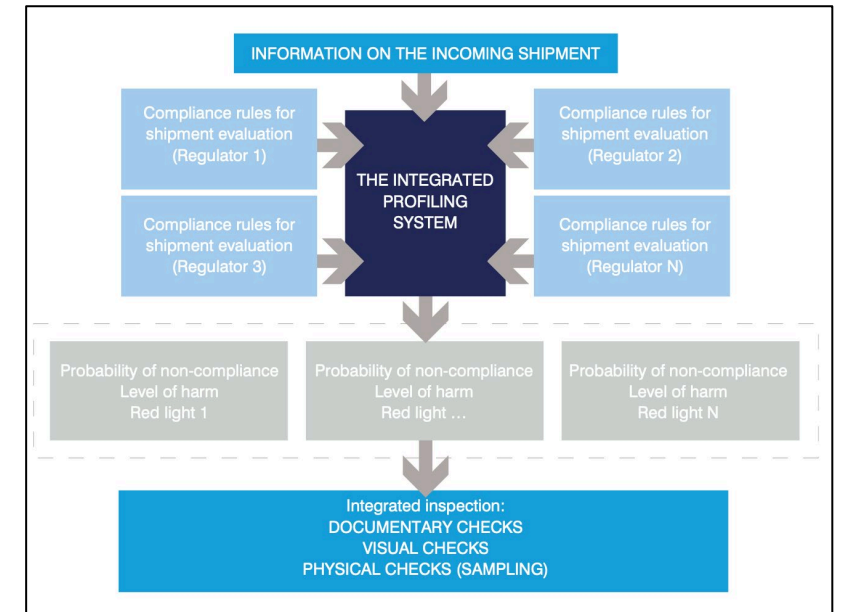 INFORMATION ON THE INCOMING SHIPMENT
Compliance rules for
shipment evaluation
(Regulator 1)
Compliance rules for
shipment evaluation
(Regulator 2)
THE INTEGRATED
PROFILING
SYSTEM
Compliance rules for
shipment evaluation
(Regulator 3)
Compliance rules for
shipment evaluation
(Regulator N)
Probability of non-compliance
Level of harm
Red light 1
Probability of non-compliance
Level of harm
Red light …
Probability of non-compliance
Level of harm
Red light N
Integrated inspection:
DOCUMENTARY CHECKS
VISUAL CHECKS
PHYSICAL CHECKS (SAMPLING)